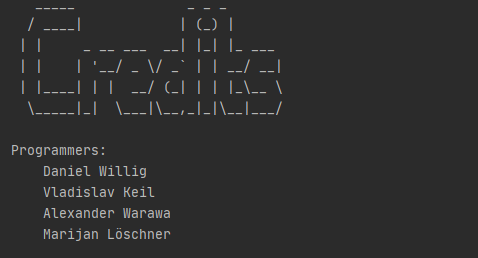 Credits
Programmers:
Daniel Willig
Vladislav Keil
Alexander Warawa
Marijan Löschner